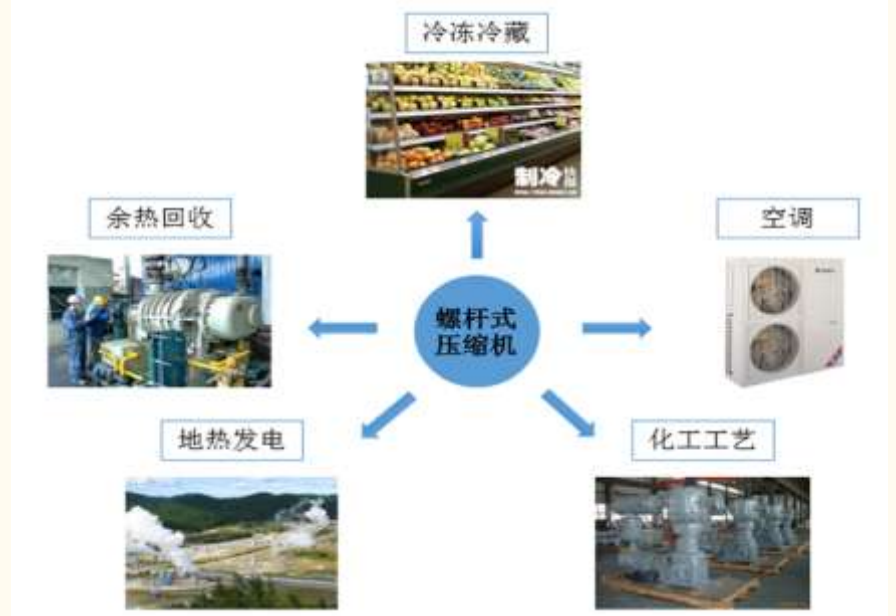 冷冻冷藏
制冷
余热回收
空调
螺杆式
压缩机
地热发电
化工工艺